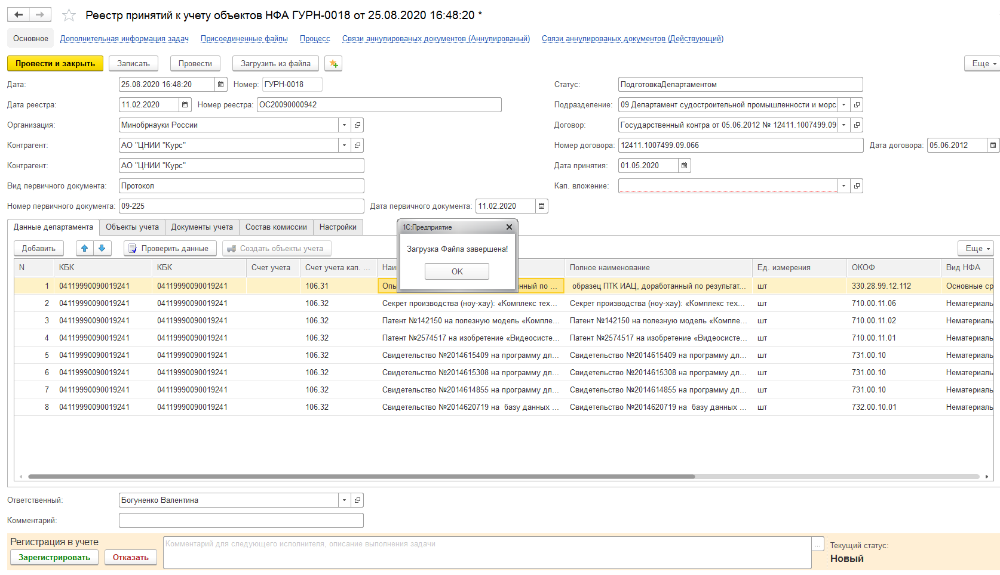 Реестр принятий к учету объектов НФА ГУРН-0018 от 25.08.2020 16:48:20 *
Основное Дополнительная информация задач Присоединенные файлы Процесс Связи аннулированых документов (Аннулированый) Связи аннулированых документов (Действующий)
Провести и закрыть Записать Провести Загрузить из файла Еще
Дата: 25.08.2020 16:48:20 Номер: ГУРН-0018 Статус: ПодготовкаДепартаментом
Дата реестра: 11.02.2020 Номер реестра: ОС20090000942 Подразделение: 09 Департамент судостроительной промышленности и морс
Организация: Минобрнауки России Договор: Государственный контра от 05.06.2012 № 12411.1007499.09
Контрагент: АО "ЦНИИ "Курс" Номер договора: 12411.1007499.09.066 Дата договора: 05.06.2012
Контрагент: АО "ЦНИИ "Курс" Дата принятия: 01.05.2020
Вид первичного документа: Протокол Кап. вложение:
Номер первичного документа: 09-225 Дата первичного документа: 11.02.2020
Данные департамента Объекты учета Документы учета Состав комиссии Настройки
1С:Предприятие
Загрузка Файла завершена!
OK
Добавить Проверить данные Создать объекты учета Еще
N КБК КБК Счет учета Счет учета кап. ... Наи Полное наименование Ед. измерения ОКОФ Вид НФА
1 04119990090019241 04119990090019241 106.31 Опы нный по ... образец ПТК ИАЦ, доработанный по результат... шт 330.28.99.12.112 Основные ср
2 04119990090019241 04119990090019241 106.32 Секрет производства (ноу-хау): «Комплекс тех... Секрет производства (ноу-хау): «Комплекс тех... шт 710.00.11.06 Нематериаль
3 04119990090019241 04119990090019241 106.32 Патент №142150 на полезную модель «Компле... Патент №142150 на полезную модель «Компле... шт 710.00.11.02 Нематериаль
4 04119990090019241 04119990090019241 106.32 Патент №2574517 на изобретение «Видеосисте... Патент №2574517 на изобретение «Видеосисте... шт 710.00.11.01 Нематериаль
5 04119990090019241 04119990090019241 106.32 Свидетельство №2014615409 на программу дл... Свидетельство №2014615409 на программу дл... шт 731.00.10 Нематериаль
6 04119990090019241 04119990090019241 106.32 Свидетельство №2014615308 на программу дл... Свидетельство №2014615308 на программу дл... шт 731.00.10 Нематериаль
7 04119990090019241 04119990090019241 106.32 Свидетельство №2014614855 на программу дл... Свидетельство №2014614855 на программу дл... шт 731.00.10 Нематериаль
8 04119990090019241 04119990090019241 106.32 Свидетельство №2014620719 на базу данных ... Свидетельство №2014620719 на базу данных ... шт 732.00.10.01 Нематериаль
Ответственный: Богуненко Валентина
Комментарий:
Регистрация в учете
Зарегистрировать Отказать
Комментарий для следующего исполнителя, описание выполнения задачи
...
Текущий статус:
Новый